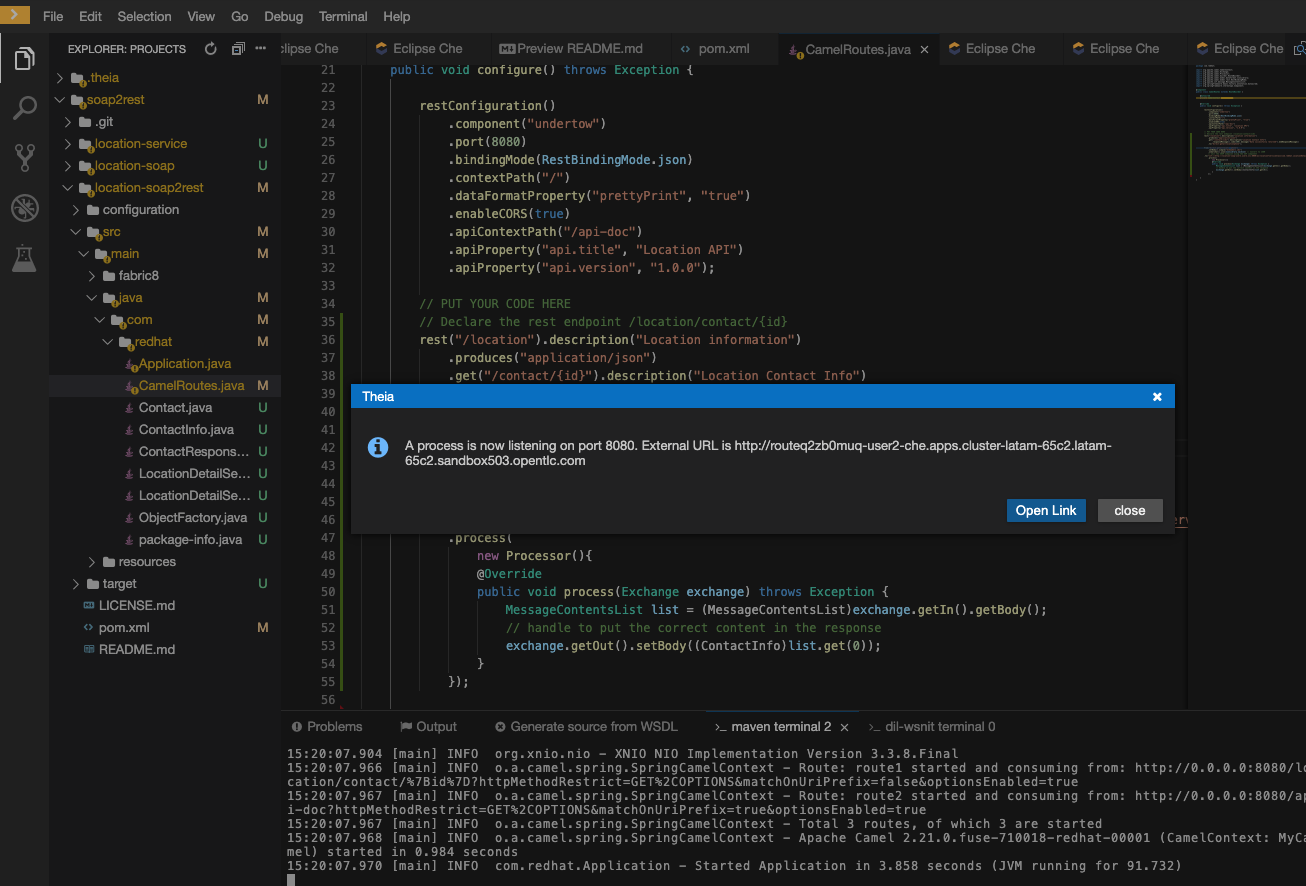 File Edit Selection View Go Debug Terminal Help
EXPLORER: PROJECTS
clipse Che Eclipse Che Preview README.md pom.xml CamelRoutes.java Eclipse Che Eclipse Che Eclipse Che
.theia
soap2rest M
.git
location-service U
location-soap U
location-soap2rest M
configuration
src M
main M
fabric8
java M
com M
redhat M
Application.java
CamelRoutes.java M
Contact.java U
ContactInfo.java U
ContactRespons... U
LocationDetailSe... U
LocationDetailSe... U
ObjectFactory.java U
package-info.java U
resources
target U
LICENSE.md
pom.xml M
README.md
21 public void configure() throws Exception {
22
23 restConfiguration()
24 .component("undertow")
25 .port(8080)
26 .bindingMode(RestBindingMode.json)
27 .contextPath("/")
28 .dataFormatProperty("prettyPrint", "true")
29 .enableCORS(true)
30 .apiContextPath("/api-doc")
31 .apiProperty("api.title", "Location API")
32 .apiProperty("api.version", "1.0.0");
33
34 // PUT YOUR CODE HERE
35 // Declare the rest endpoint /location/contact/{id}
36 rest("/location").description("Location information")
37 .produces("application/json")
38 .get("/contact/{id}").description("Location Contact Info")
39
40
41
42
43
44
45
46
Theia
A process is now listening on port 8080. External URL is http://routeq2zb0muq-user2-che.apps.cluster-latam-65c2.latam-
65c2.sandbox503.opentlc.com
Open Link close
47 .process(
48 new Processor(){
49 @Override
50 public void process(Exchange exchange) throws Exception {
51 MessageContentsList list = (MessageContentsList)exchange.getIn().getBody();
52 // handle to put the correct content in the response
53 exchange.getOut().setBody((ContactInfo)list.get(0));
54 }
55 });
56
Problems Output Generate source from WSDL >_ maven terminal 2 >_ dil-wsnit terminal 0
15:20:07.904 [main] INFO org.xnio.nio - XNIO NIO Implementation Version 3.3.8.Final
15:20:07.966 [main] INFO o.a.camel.spring.SpringCamelContext - Route: route1 started and consuming from: http://0.0.0.0:8080/lo
cation/contact/%7Bid%7D?httpMethodRestrict=GET%2COPTIONS&matchOnUriPrefix=false&optionsEnabled=true
15:20:07.967 [main] INFO o.a.camel.spring.SpringCamelContext - Route: route2 started and consuming from: http://0.0.0.0:8080/ap
i-doc?httpMethodRestrict=GET%2COPTIONS&matchOnUriPrefix=true&optionsEnabled=true
15:20:07.967 [main] INFO o.a.camel.spring.SpringCamelContext - Total 3 routes, of which 3 are started
15:20:07.968 [main] INFO o.a.camel.spring.SpringCamelContext - Apache Camel 2.21.0.fuse-710018-redhat-00001 (CamelContext: MyCa
mel) started in 0.984 seconds
15:20:07.970 [main] INFO com.redhat.Application - Started Application in 3.858 seconds (JVM running for 91.732)